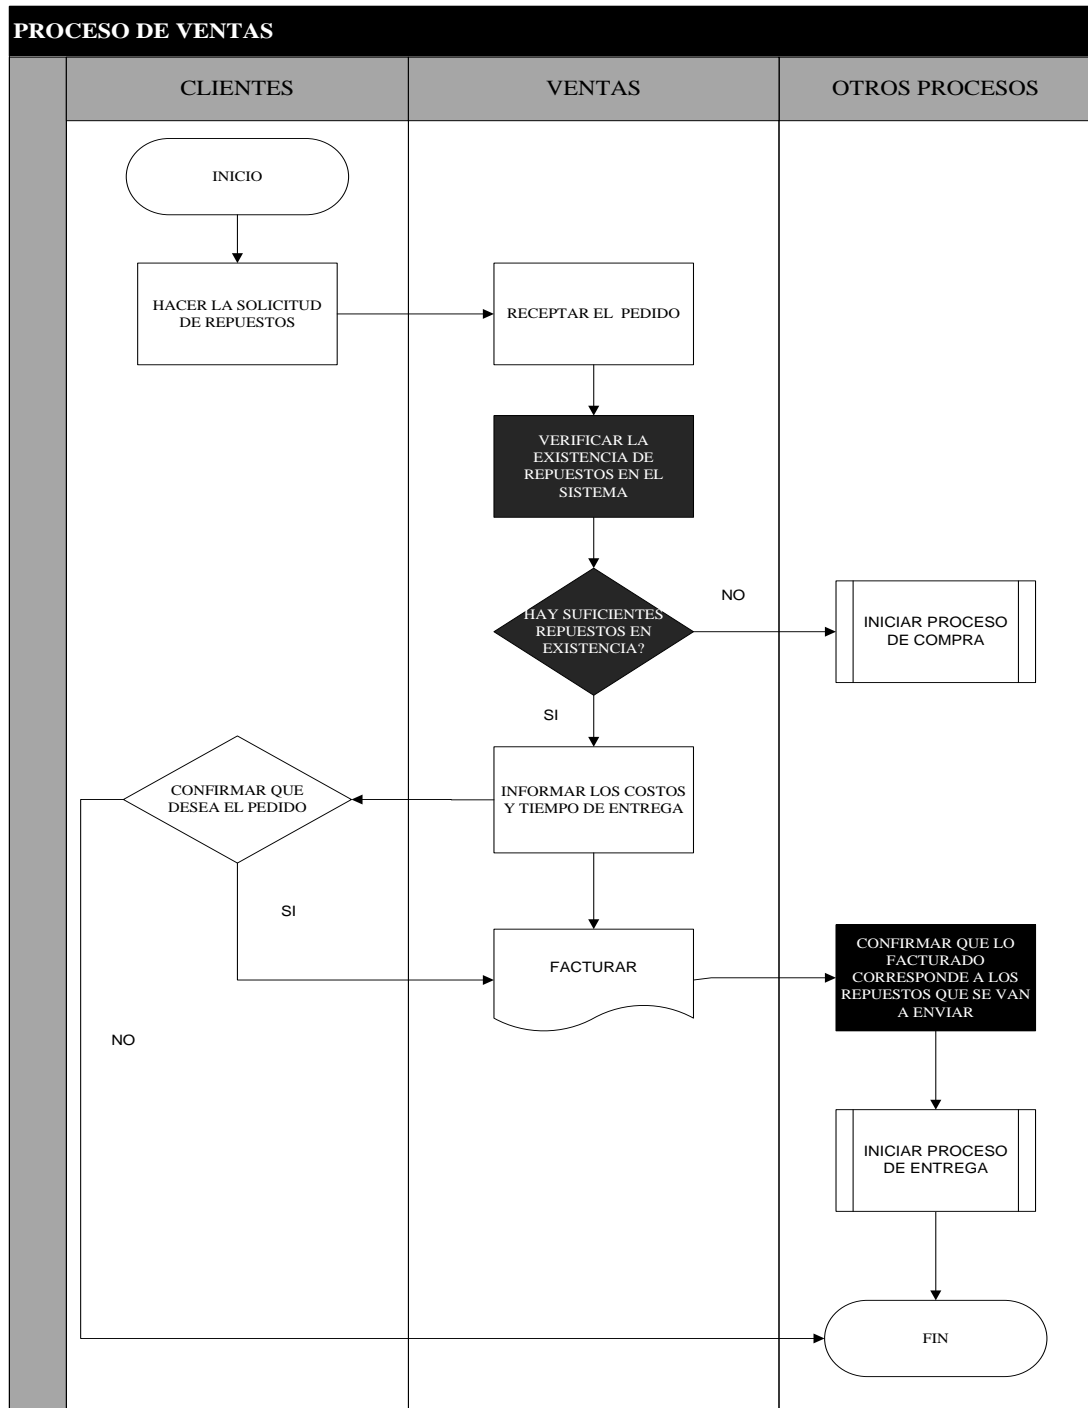 PROCESO DE VENTAS
CLIENTES
VENTAS
OTROS PROCESOS
INICIO
HACER LA SOLICITUD
DE REPUESTOS
RECEPTAR EL PEDIDO
VERIFICAR LA
EXISTENCIA DE
REPUESTOS EN EL
SISTEMA
HAY SUFICIENTES
REPUESTOS EN
EXISTENCIA?
NO
INICIAR PROCESO
DE COMPRA
SI
CONFIRMAR QUE
DESEA EL PEDIDO
INFORMAR LOS COSTOS
Y TIEMPO DE ENTREGA
SI
FACTURAR
CONFIRMAR QUE LO
FACTURADO
CORRESPONDE A LOS
REPUESTOS QUE SE VAN
A ENVIAR
NO
INICIAR PROCESO
DE ENTREGA
FIN